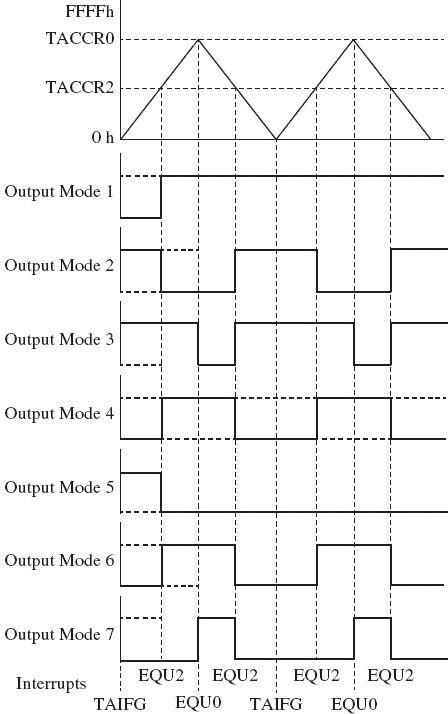 FFFFh
TACCR0
TACCR2
0 h
Output Mode 1
Output Mode 2
Output Mode 3
Output Mode 4
Output Mode 5
Output Mode 6
Output Mode 7
EQU2 EQU2 EQU2 EQU2
Interrupts
TAIFG EQU0 TAIFG EQU0